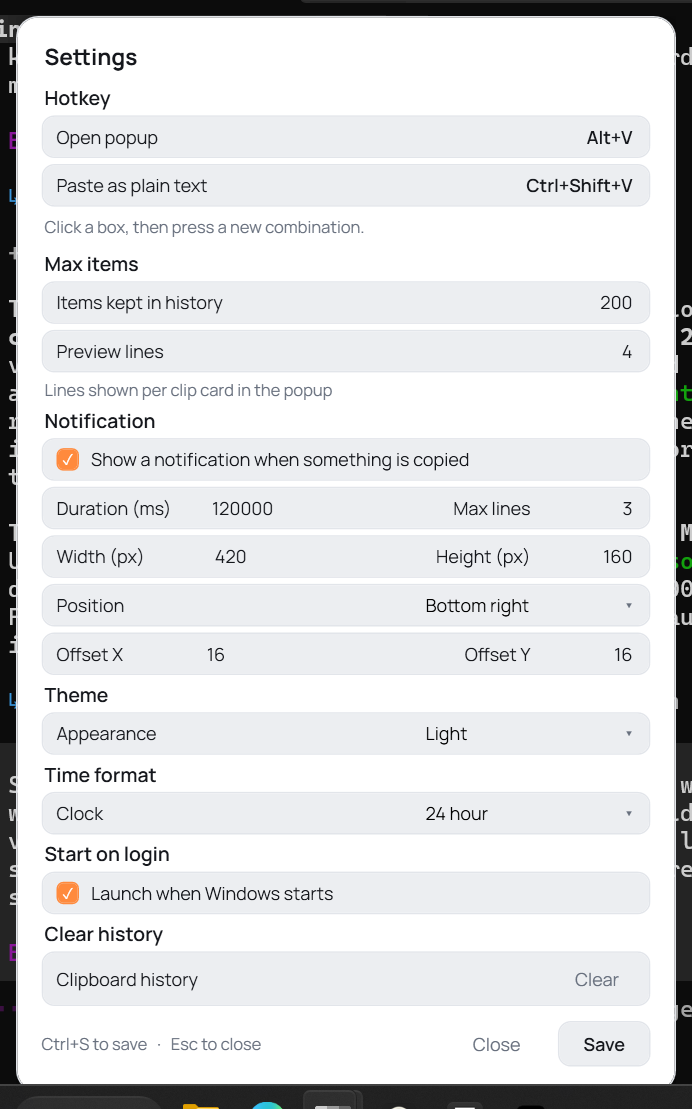 Settings
Hotkey
Open popup Alt+V
Paste as plain text Ctrl+Shift+V
Click a box, then press a new combination.
Max items
Items kept in history 200
Preview lines 4
Lines shown per clip card in the popup
Notification
Show a notification when something is copied
Duration (ms) 120000 Max lines 3
Width (px) 420 Height (px) 160
Position Bottom right
Offset X 16 Offset Y 16
Theme
Appearance Light
Time format
Clock 24 hour
Start on login
Launch when Windows starts
Clear history
Clipboard history Clear
Ctrl+S to save · Esc to close Close Save